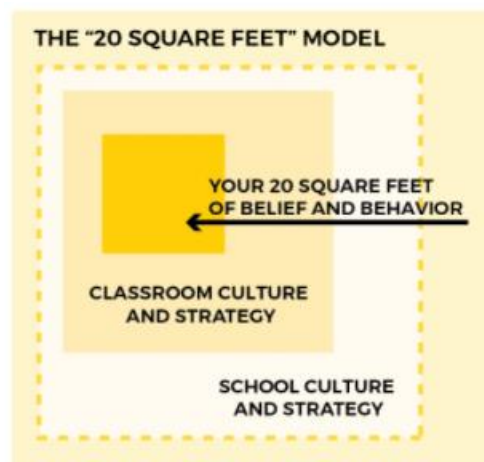 THE “20 SQUARE FEET” MODEL
YOUR 20 SQUARE FEET
OF BELIEF AND BEHAVIOR
CLASSROOM CULTURE
AND STRATEGY
SCHOOL CULTURE
AND STRATEGY